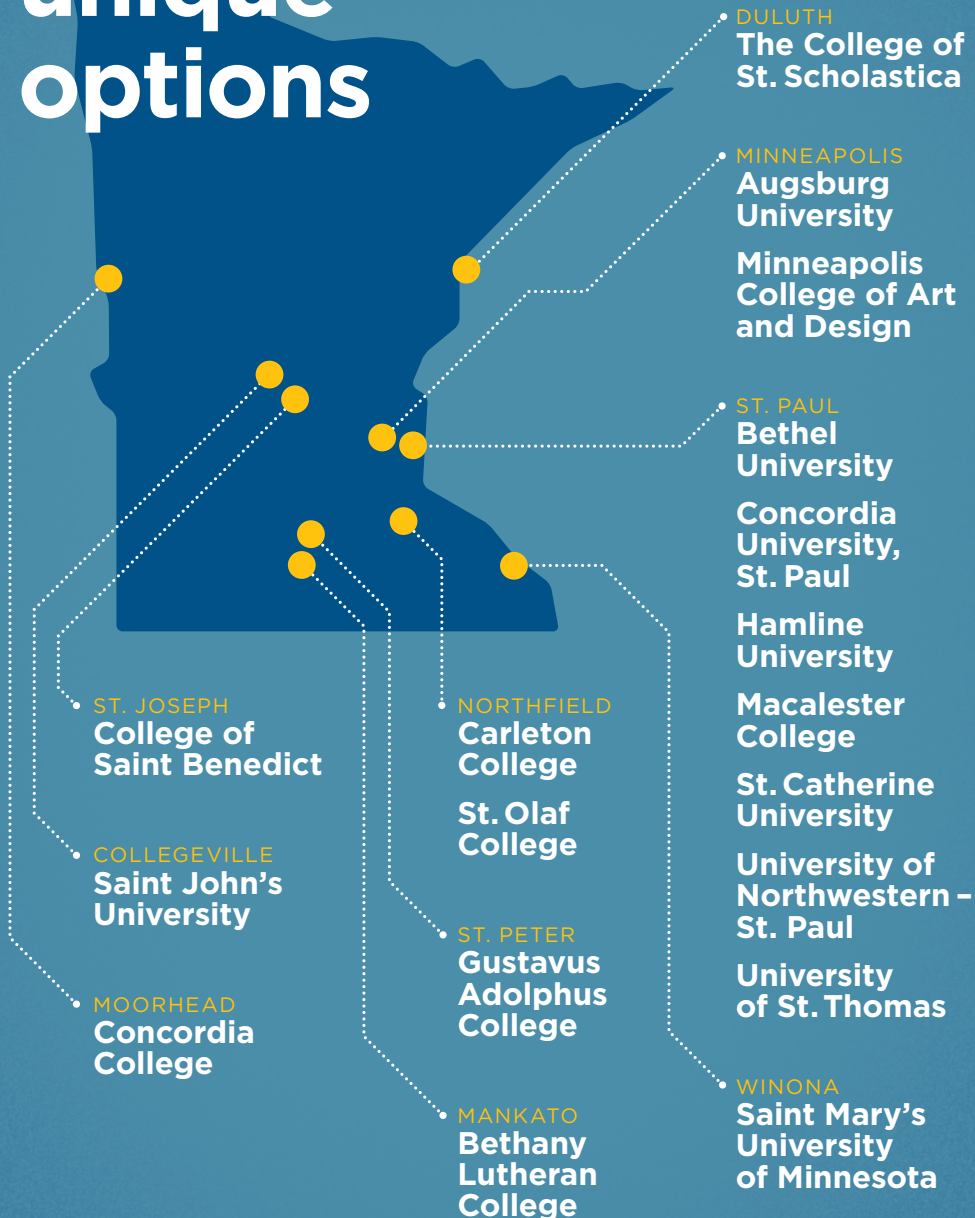 unique
options
DULUTH
The College of
St. Scholastica
MINNEAPOLIS
Augsburg
University
Minneapolis
College of Art
and Design
ST. PAUL
Bethel
University
Concordia
University,
St. Paul
Hamline
University
Macalester
College
St. Catherine
University
University of
Northwestern –
St. Paul
University
of St. Thomas
WINONA
Saint Mary’s
University
of Minnesota
ST. JOSEPH
College of
Saint Benedict
COLLEGEVILLE
Saint John’s
University
MOORHEAD
Concordia
College
NORTHFIELD
Carleton
College
St. Olaf
College
ST. PETER
Gustavus
Adolphus
College
MANKATO
Bethany
Lutheran
College